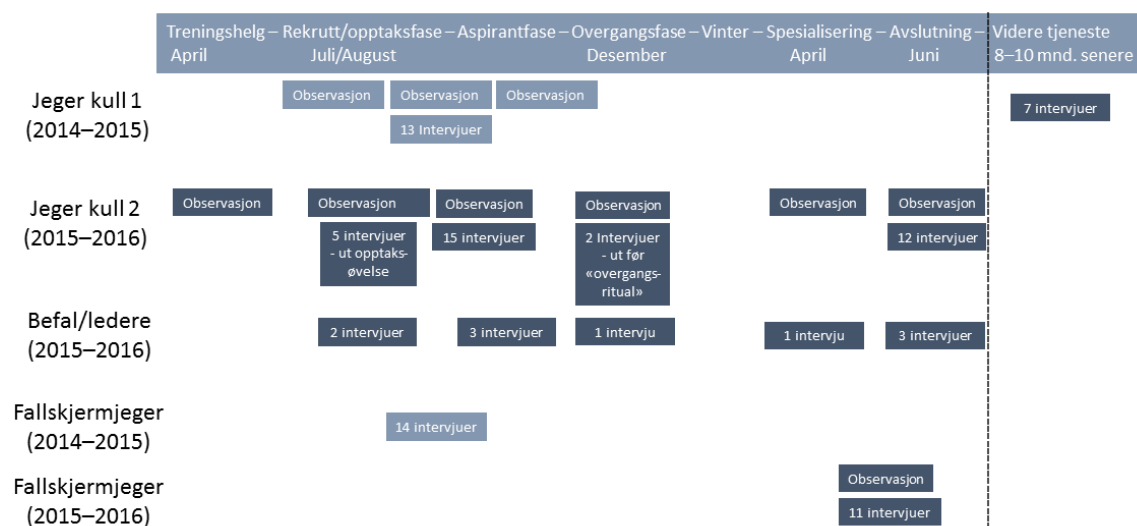 Treningshelg – Rekrutt/opptaksfase – Aspirantfase – Overgangsfase – Vinter – Spesialisering – Avslutning – Videre tjeneste
April Juli/August Desember April Juni 8–10 mnd. senere
Jeger kull 1
(2014–2015)
Observasjon Observasjon Observasjon
13 Intervjuer
7 intervjuer
Jeger kull 2
(2015–2016)
Observasjon Observasjon Observasjon Observasjon Observasjon Observasjon
5 intervjuer
- ut opptaks-
øvelse
15 intervjuer
2 Intervjuer
- ut før
«overgangs-
ritual»
12 intervjuer
Befal/ledere
(2015–2016)
2 intervjuer 3 intervjuer 1 intervju 1 intervju 3 intervjuer
Fallskjermjeger
(2014–2015)
14 intervjuer
Fallskjermjeger
(2015–2016)
Observasjon
11 intervjuer